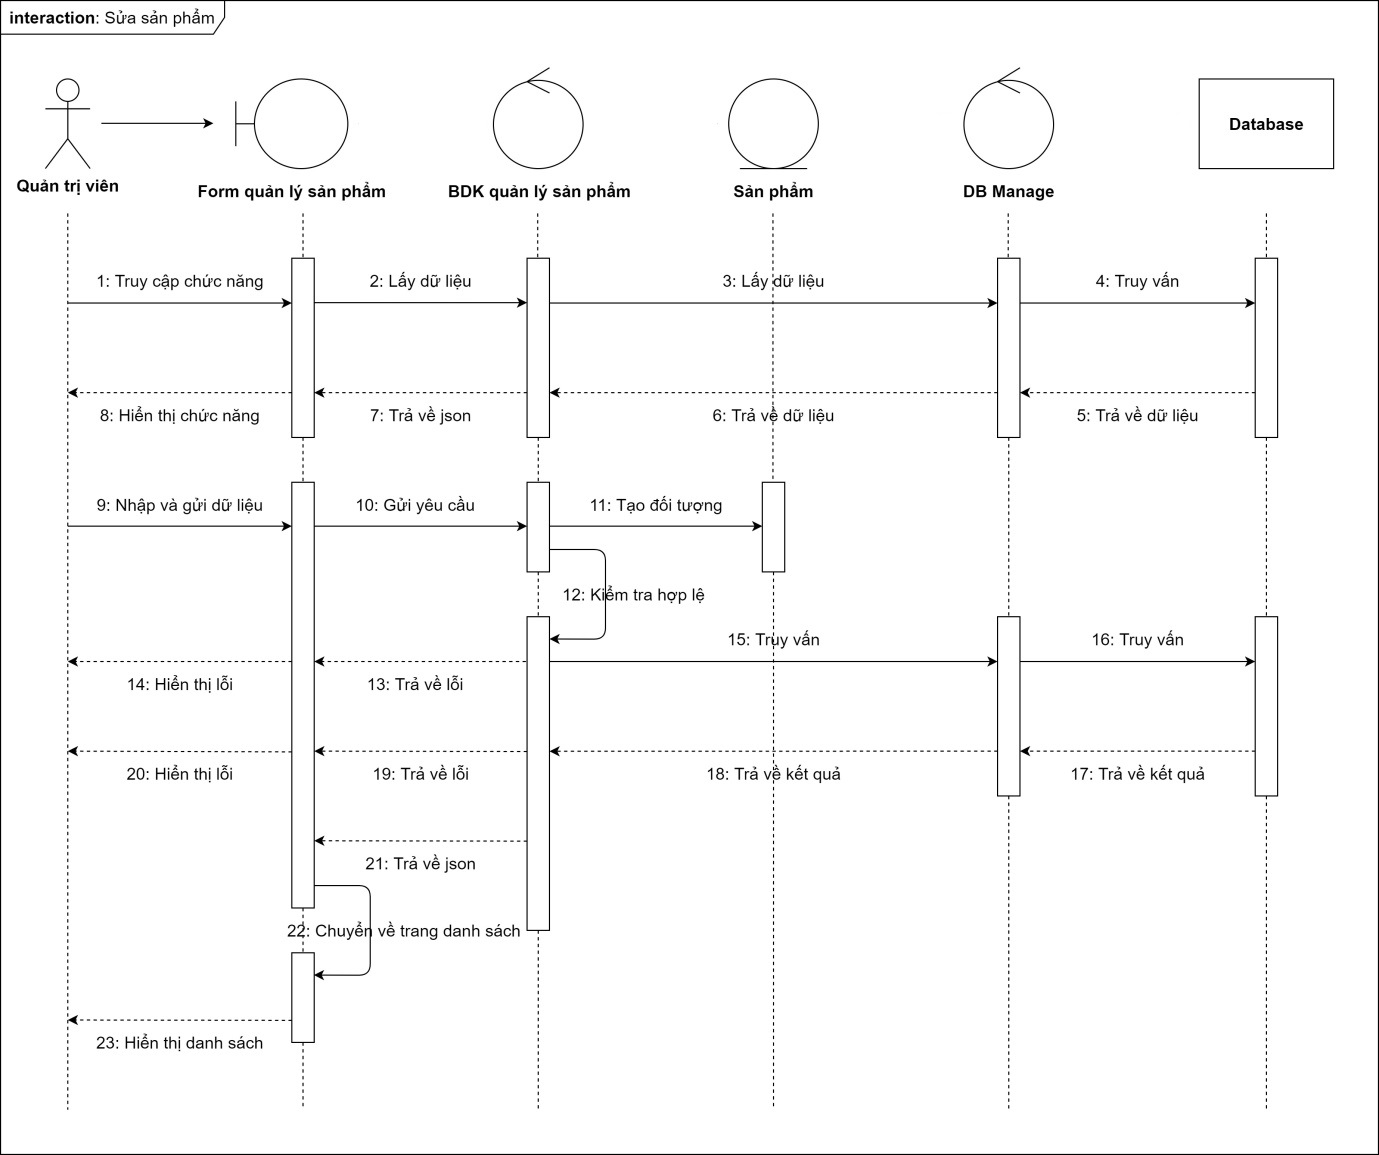 interaction: Sửa sản phẩm
Quản trị viên
Form quản lý sản phẩm
BDK quản lý sản phẩm
Sản phẩm
DB Manage
Database
1: Truy cập chức năng
2: Lấy dữ liệu
3: Lấy dữ liệu
4: Truy vấn
8: Hiển thị chức năng
7: Trả về json
6: Trả về dữ liệu
5: Trả về dữ liệu
9: Nhập và gửi dữ liệu
10: Gửi yêu cầu
11: Tạo đối tượng
12: Kiểm tra hợp lệ
15: Truy vấn
16: Truy vấn
14: Hiển thị lỗi
13: Trả về lỗi
20: Hiển thị lỗi
19: Trả về lỗi
18: Trả về kết quả
17: Trả về kết quả
21: Trả về json
22: Chuyển về trang danh sách
23: Hiển thị danh sách